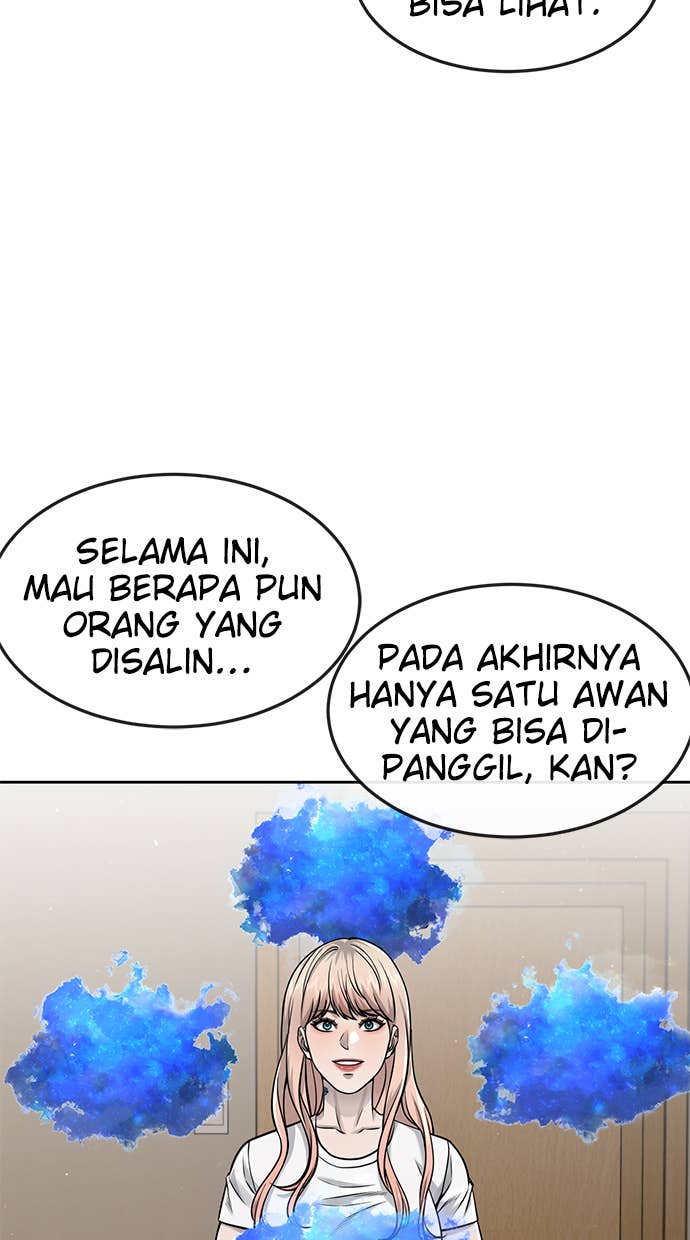 BISA LIHAT.
SELAMA INI,
MAU BERAPA PUN
ORANG YANG
DISALIN...
PADA AKHIRNYA
HANYA SATU AWAN
YANG BISA DI-
PANGGIL, KAN?